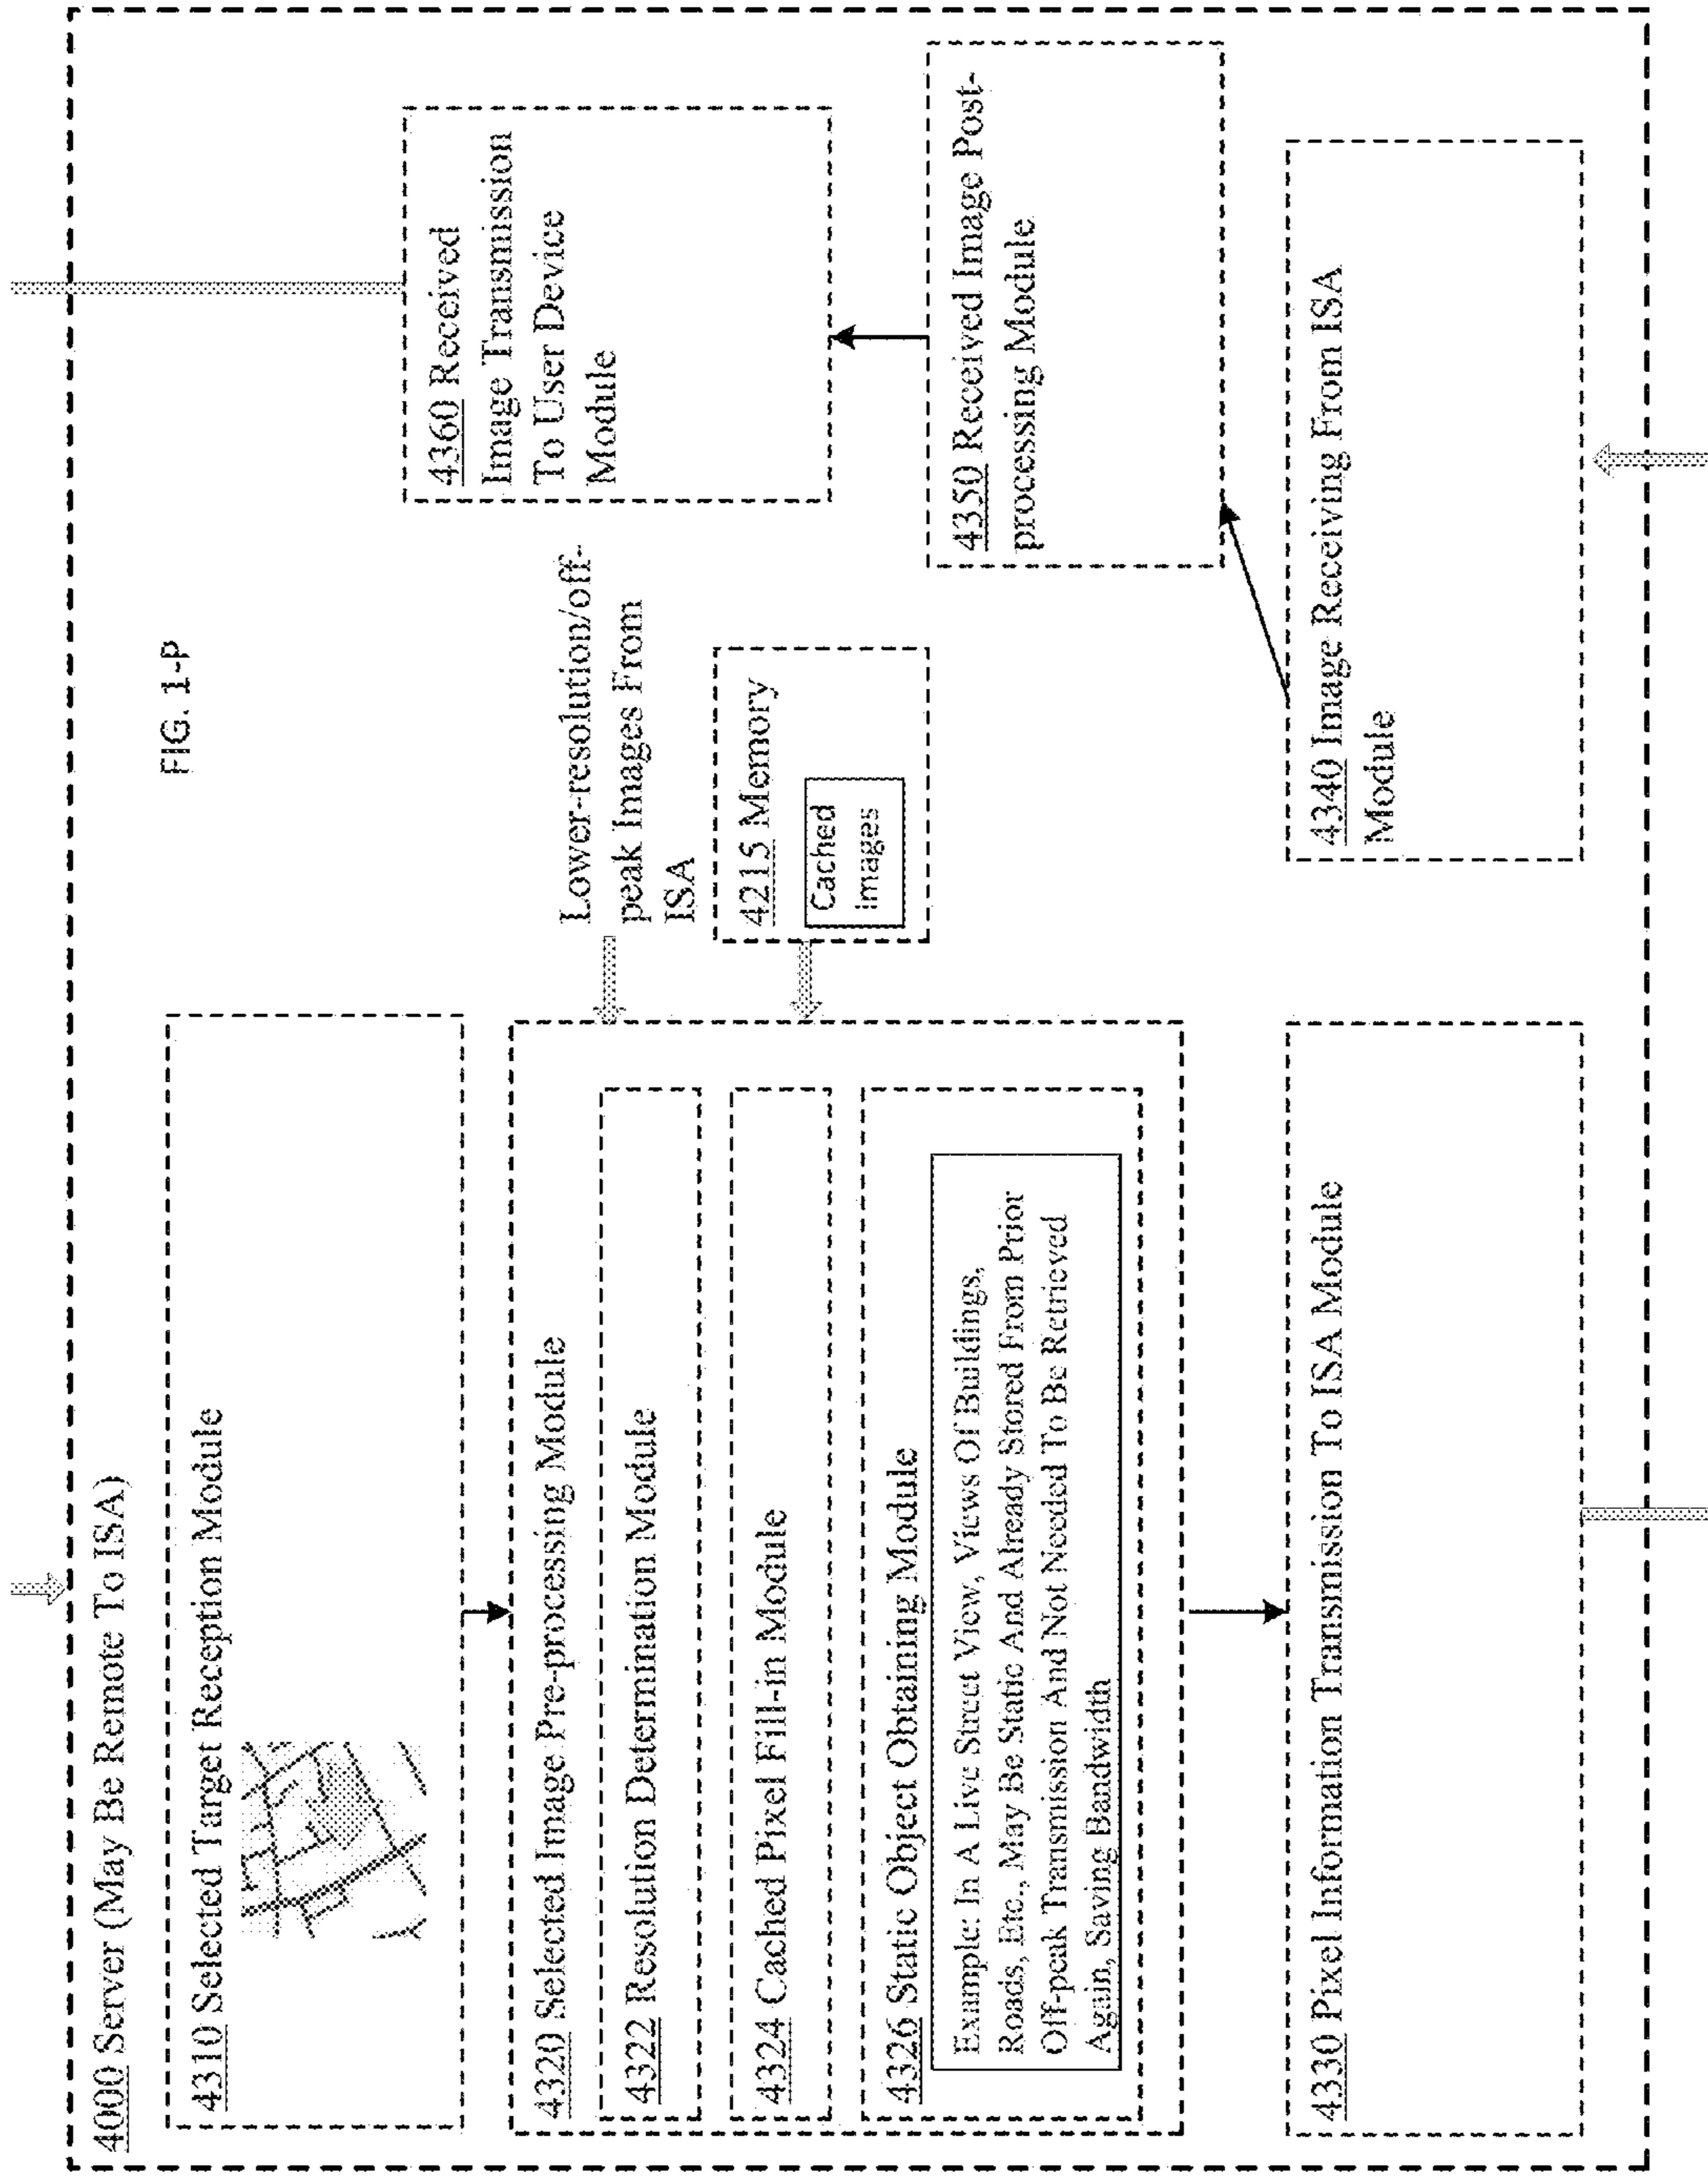 FIG. 1-P
4000 Server (May Be Remote To ISA)
4310 Selected Target Reception Module
4320 Selected Image Pre-processing Module
4322 Resolution Determination Module
4324 Cached Pixel Fill-in Module
4326 Static Object Obtaining Module
Example: In A Live Street View, Views Of Buildings,
Roads, Etc., May Be Static And Already Stored From Prior
Off-peak Transmission And Not Needed To Be Retrieved
Again, Saving Bandwidth
4330 Pixel Information Transmission To ISA Module
Lower-resolution/off-
peak Images From
ISA
4215 Memory
Cached
images
4360 Received
Image Transmission
To User Device
Module
4350 Received Image Post-
processing Module
4340 Image Receiving From ISA
Module